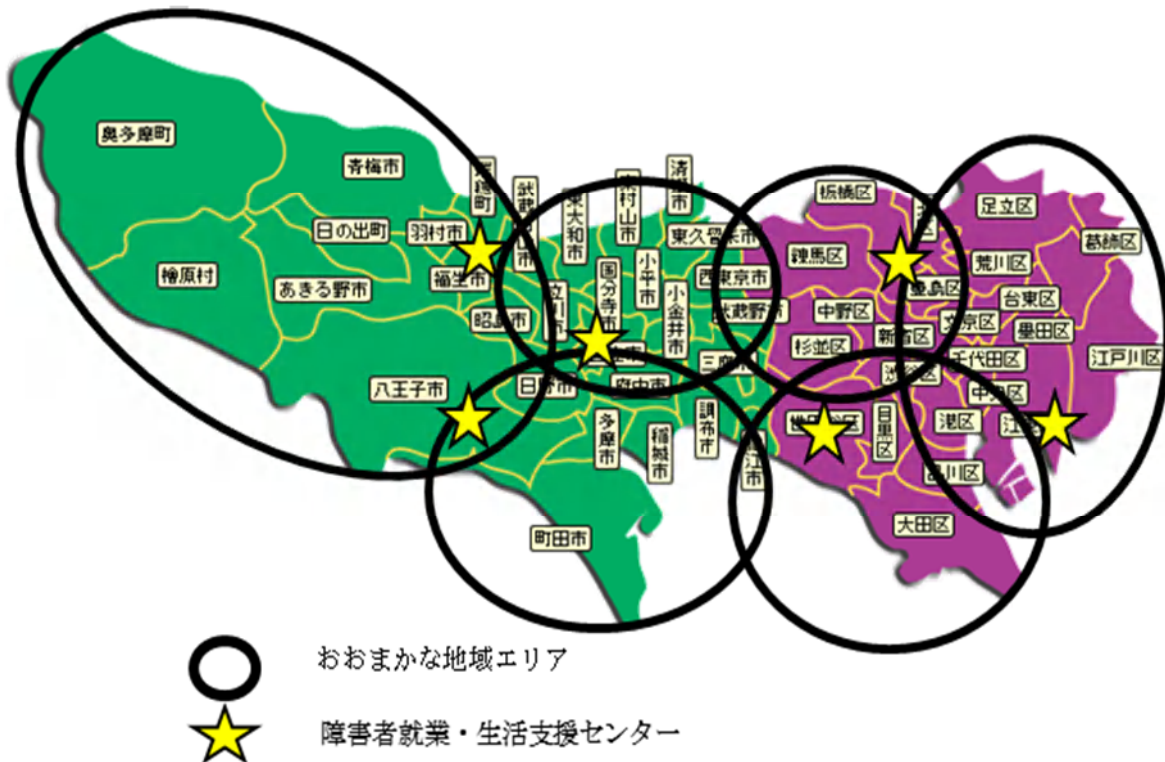 奥多摩町
青梅市
日の出町
羽村市
檜原村
あきる野市
福生市
昭島市
八王子市
東大和市
清瀬市
東久留米市
国分寺市
小平市
小金井市
西東京市
武蔵野市
日野市
府中市
多摩市
稲城市
調布市
町田市
板橋区
練馬区
豊島区
中野区
新宿区
杉並区
渋谷区
目黒区
足立区
葛飾区
荒川区
台東区
文京区
墨田区
江戸川区
千代田区
中央区
港区
品川区
大田区
おおまかな地域エリア
障害者就業・生活支援センター